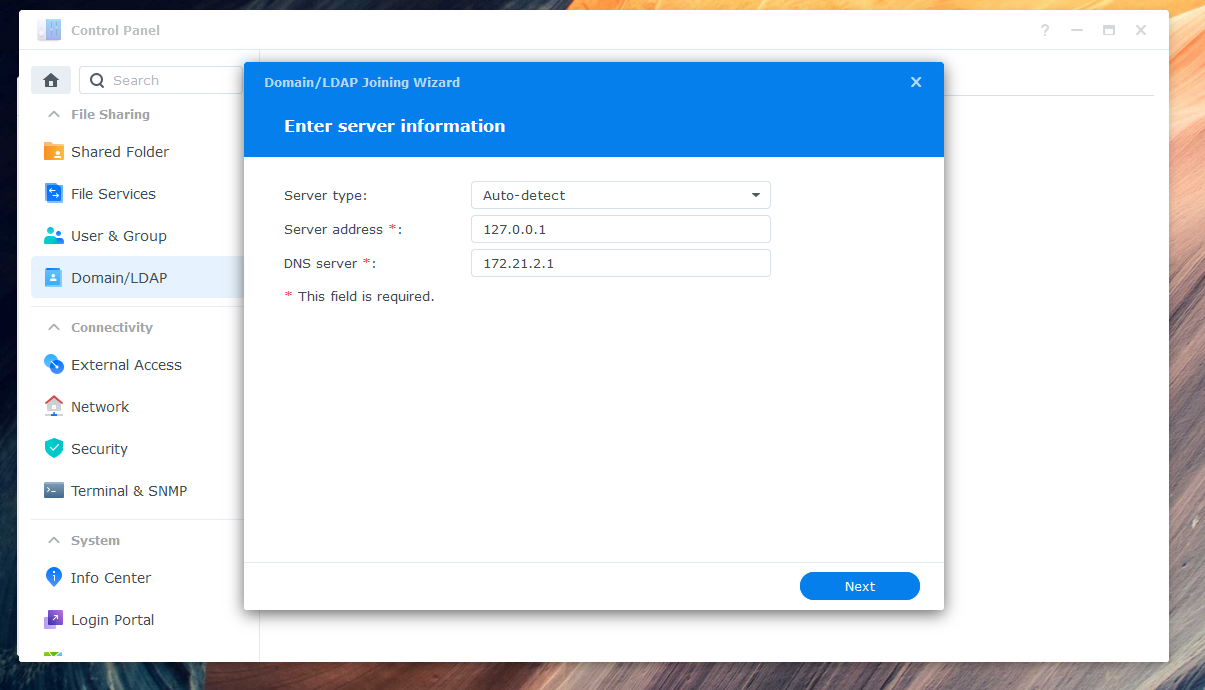 Control Panel
?
Search
File Sharing
Shared Folder
File Services
User & Group
Domain/LDAP
Connectivity
External Access
Network
Security
Terminal & SNMP
System
Info Center
Login Portal
Domain/LDAP Joining Wizard
Enter server information
Server type: Auto-detect
Server address *: 127.0.0.1
DNS server *: 172.21.2.1
* This field is required.
Next